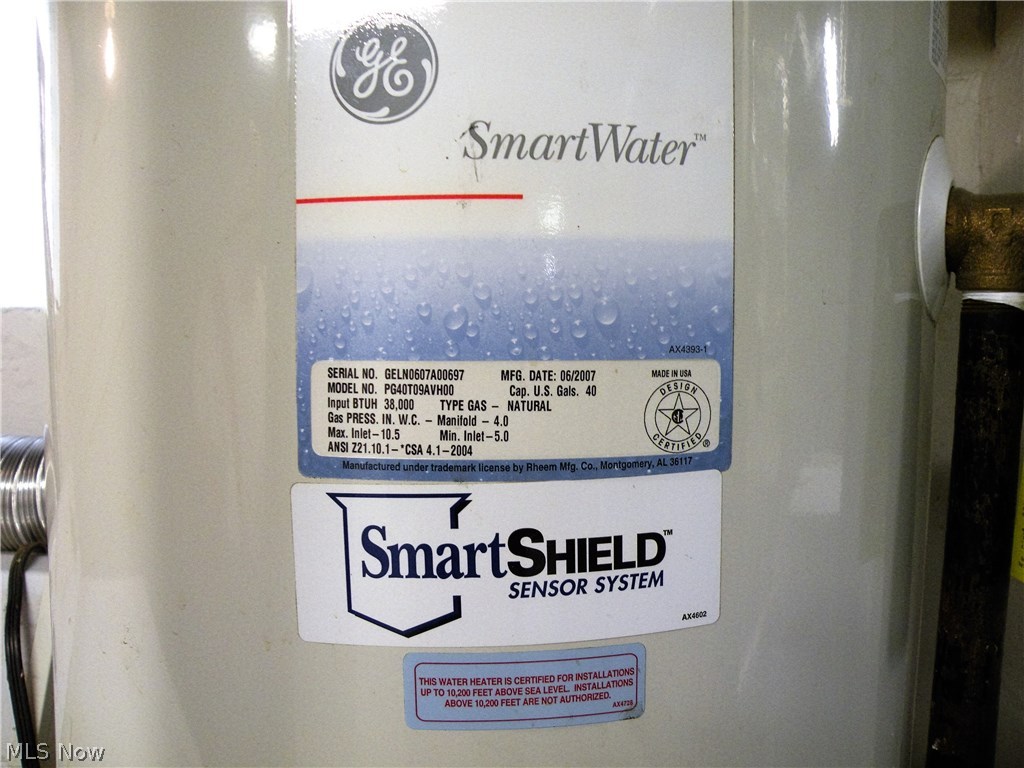 GE
SmartWater™
AX4393-1
SERIAL NO. GELN0607A00697 MFG. DATE: 06/2007
MODEL NO. PG40T09AVH00 Cap. U.S. Gals. 40
Input BTUH 38,000 TYPE GAS – NATURAL
Gas PRESS. IN. W.C. – Manifold – 4.0
Max. Inlet–10.5 Min. Inlet–5.0
ANSI Z21.10.1–*CSA 4.1–2004
MADE IN USA
DESIGN
CERTIFIED ®
Manufactured under trademark license by Rheem Mfg. Co., Montgomery, AL 36117
SmartSHIELD™
SENSOR SYSTEM
AX4602
THIS WATER HEATER IS CERTIFIED FOR INSTALLATIONS
UP TO 10,200 FEET ABOVE SEA LEVEL. INSTALLATIONS
ABOVE 10,200 FEET ARE NOT AUTHORIZED.
MLS Now